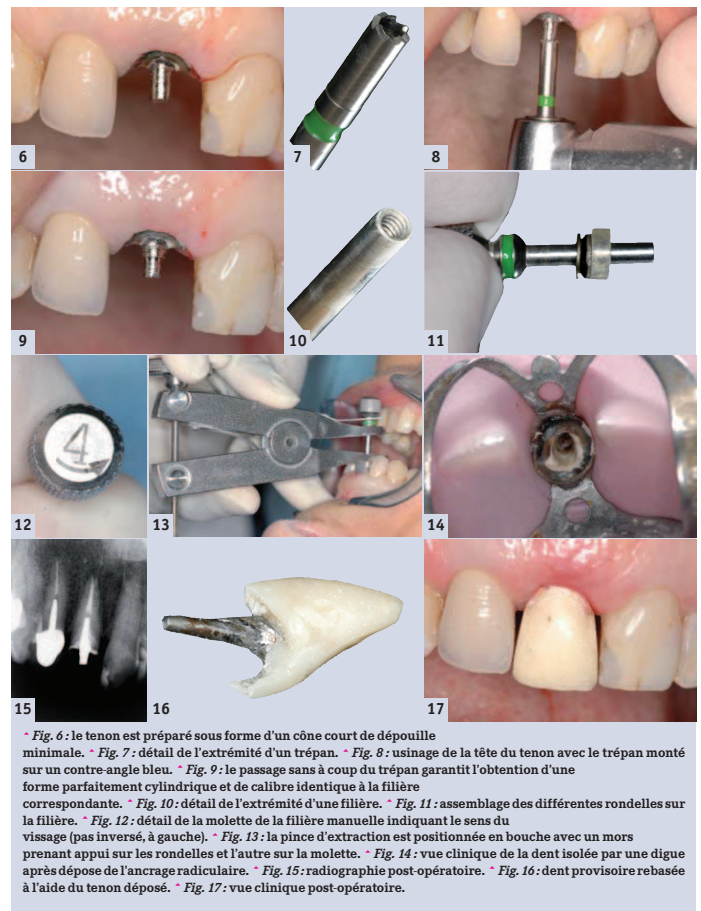 6
7
8
9
10
11
4
12
13
14
15
16
17
Fig. 6 : le tenon est préparé sous forme d'un cône court de dépouille
minimale. Fig. 7 : détail de l'extrémité d'un trépan. Fig. 8 : usinage de la tête du tenon avec le trépan monté
sur un contre-angle bleu. Fig. 9 : le passage sans à coup du trépan garantit l'obtention d'une
forme parfaitement cylindrique et de calibre identique à la filière
correspondante. Fig. 10 : détail de l'extrémité d'une filière. Fig. 11 : assemblage des différentes rondelles sur
la filière. Fig. 12 : détail de la molette de la filière manuelle indiquant le sens du
vissage (pas inversé, à gauche). Fig. 13 : la pince d'extraction est positionnée en bouche avec un mors
prenant appui sur les rondelles et l'autre sur la molette. Fig. 14 : vue clinique de la dent isolée par une digue
après dépose de l'ancrage radiculaire. Fig. 15 : radiographie post-opératoire. Fig. 16 : dent provisoire rebasée
à l'aide du tenon déposé. Fig. 17 : vue clinique post-opératoire.